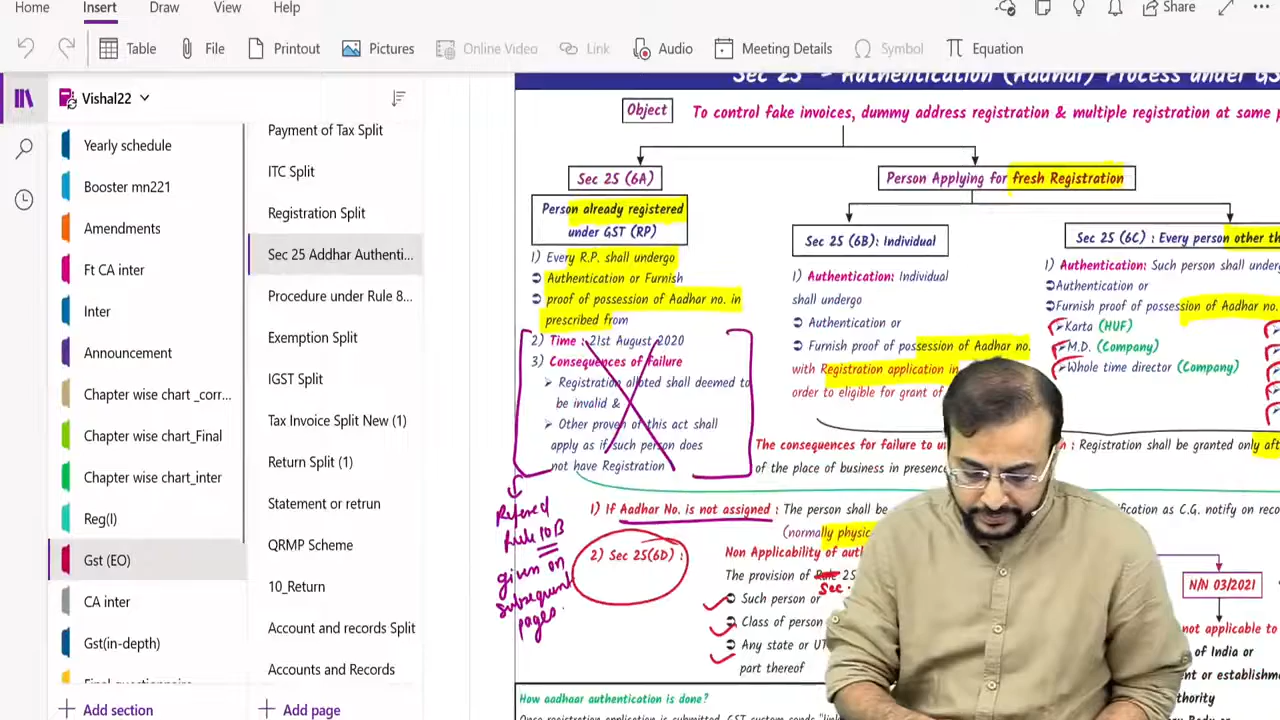 Home Insert Draw View Help Share
Table File Printout Pictures Online Video Link Audio Meeting Details Symbol Equation
Vishal22
Yearly schedule
Booster mn221
Amendments
Ft CA inter
Inter
Announcement
Chapter wise chart _corr...
Chapter wise chart_Final
Chapter wise chart_inter
Reg(I)
Gst (EO)
CA inter
Gst(in-depth)
Add section
Payment of Tax Split
ITC Split
Registration Split
Sec 25 Addhar Authenti...
Procedure under Rule 8...
Exemption Split
IGST Split
Tax Invoice Split New (1)
Return Split (1)
Statement or retrun
QRMP Scheme
10_Return
Account and records Split
Accounts and Records
Add page
Sec 25 - Authentication (Aadhar) Process under GS
Object
To control fake invoices, dummy address registration & multiple registration at same p
Sec 25 (6A)
Person already registered
under GST (RP)
1) Every R.P. shall undergo
Authentication or Furnish
proof of possession of Aadhar no. in
prescribed from
2) Time : 21st August 2020
3) Consequences of failure
Registration alloted shall deemed to
be invalid &
Other proven of this act shall
apply as if such person does
not have Registration
Refered
Rule 10B
given on
subsequent
pages.
Person Applying for fresh Registration
Sec 25 (6B): Individual
1) Authentication: Individual
shall undergo
Authentication or
Furnish proof of possession of Aadhar no.
with Registration application in
order to eligible for grant of
Sec 25 (6C) : Every person other th
1) Authentication: Such person shall under
Authentication or
Furnish proof of possession of Aadhar no.
Karta (HUF)
M.D. (Company)
Whole time director (Company)
The consequences for failure to un : Registration shall be granted only aft
of the place of business in presence
1) If Aadhar No. is not assigned : The person shall be ification as C.G. notify on reco
(normally physic
2) Sec 25(6D) :
Non Applicability of aut
The provision of Rule 25
Sec.
Such person or
Class of person
Any state or UT
part thereof
N/N 03/2021
not applicable to
of India or
nt or establishme
thority
How aadhaar authentication is done?